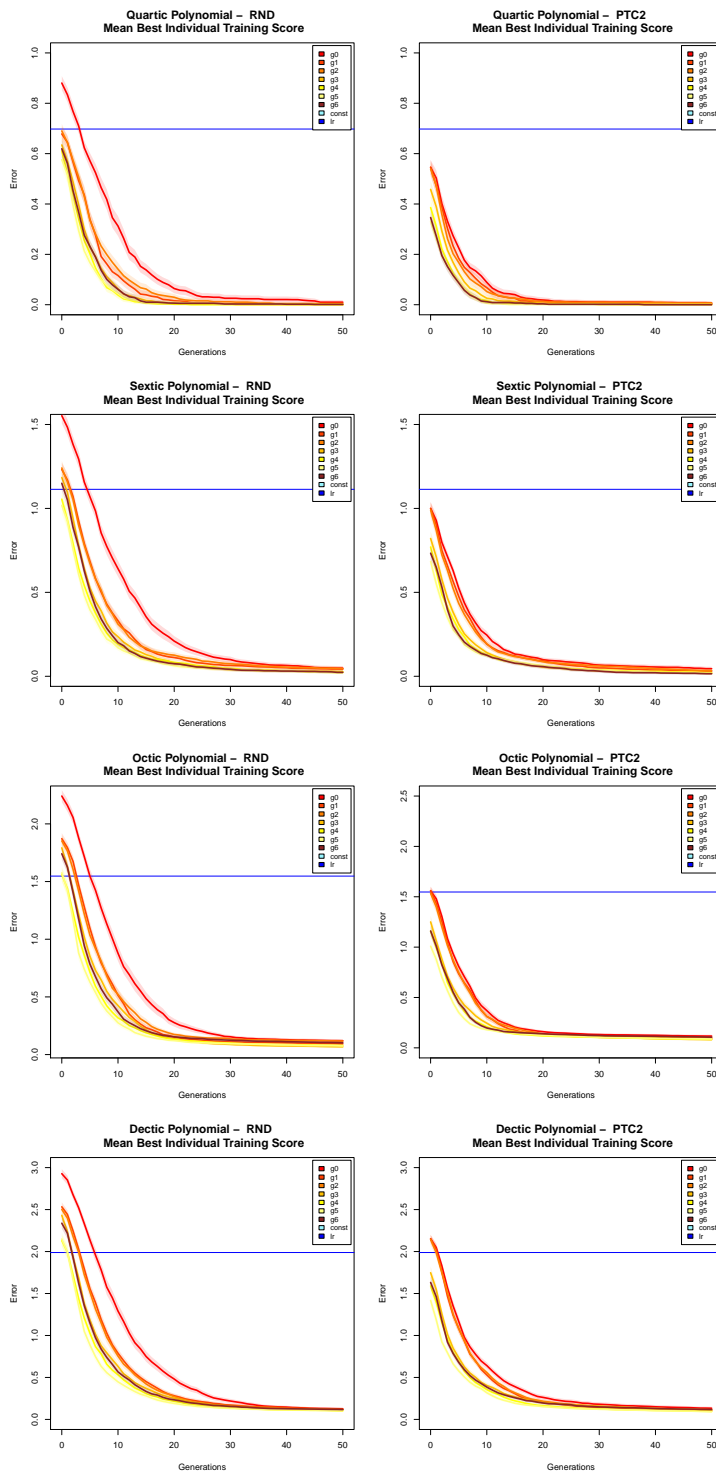 Quartic Polynomial – RND
Mean Best Individual Training Score
Error
0.0 0.2 0.4 0.6 0.8 1.0
0 10 20 30 40 50
Generations
g0
g1
g2
g3
g4
g5
g6
const
lr
Quartic Polynomial – PTC2
Mean Best Individual Training Score
Error
0.0 0.2 0.4 0.6 0.8 1.0
0 10 20 30 40 50
Generations
g0
g1
g2
g3
g4
g5
g6
const
lr
Sextic Polynomial – RND
Mean Best Individual Training Score
Error
0.0 0.5 1.0 1.5
0 10 20 30 40 50
Generations
g0
g1
g2
g3
g4
g5
g6
const
lr
Sextic Polynomial – PTC2
Mean Best Individual Training Score
Error
0.0 0.5 1.0 1.5
0 10 20 30 40 50
Generations
g0
g1
g2
g3
g4
g5
g6
const
lr
Octic Polynomial – RND
Mean Best Individual Training Score
Error
0.0 0.5 1.0 1.5 2.0
0 10 20 30 40 50
Generations
g0
g1
g2
g3
g4
g5
g6
const
lr
Octic Polynomial – PTC2
Mean Best Individual Training Score
Error
0.0 0.5 1.0 1.5 2.0 2.5
0 10 20 30 40 50
Generations
g0
g1
g2
g3
g4
g5
g6
const
lr
Dectic Polynomial – RND
Mean Best Individual Training Score
Error
0.0 0.5 1.0 1.5 2.0 2.5 3.0
0 10 20 30 40 50
Generations
g0
g1
g2
g3
g4
g5
g6
const
lr
Dectic Polynomial – PTC2
Mean Best Individual Training Score
Error
0.0 0.5 1.0 1.5 2.0 2.5 3.0
0 10 20 30 40 50
Generations
g0
g1
g2
g3
g4
g5
g6
const
lr